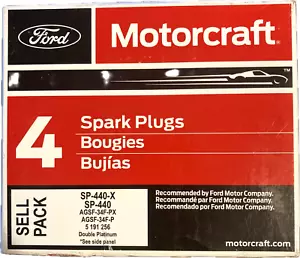 Ford
Motorcraft®
4
Spark Plugs
Bougies
Bujías
SELL
PACK
SP-440-X
SP-440
AGSF-34F-PX
AGSF-34F-P
5 191 256
Double Platinum
*See side panel
Recommended by Ford Motor Company.
Recommandé par Ford Motor Company.
Recomendado por Ford Motor Company.
motorcraft.com